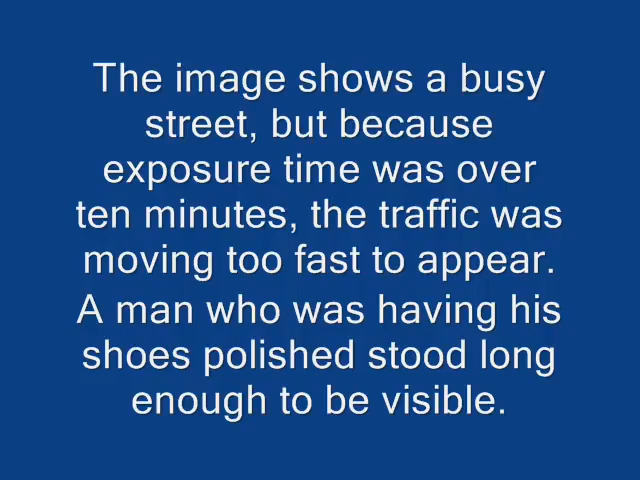 The image shows a busy
street, but because
exposure time was over
ten minutes, the traffic was
moving too fast to appear.
A man who was having his
shoes polished stood long
enough to be visible.